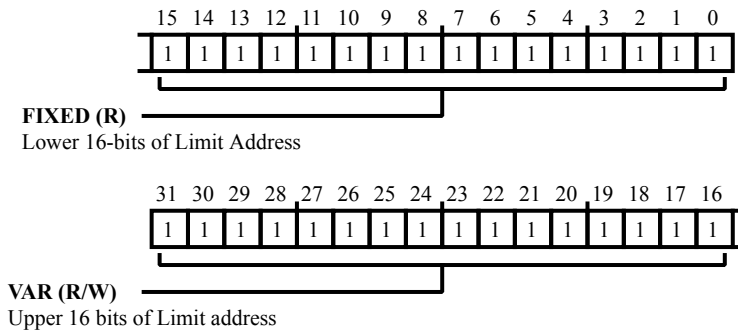 15 14 13 12 11 10 9 8 7 6 5 4 3 2 1 0
1 1 1 1 1 1 1 1 1 1 1 1 1 1 1 1
FIXED (R)
Lower 16-bits of Limit Address
31 30 29 28 27 26 25 24 23 22 21 20 19 18 17 16
1 1 1 1 1 1 1 1 1 1 1 1 1 1 1 1
VAR (R/W)
Upper 16 bits of Limit address